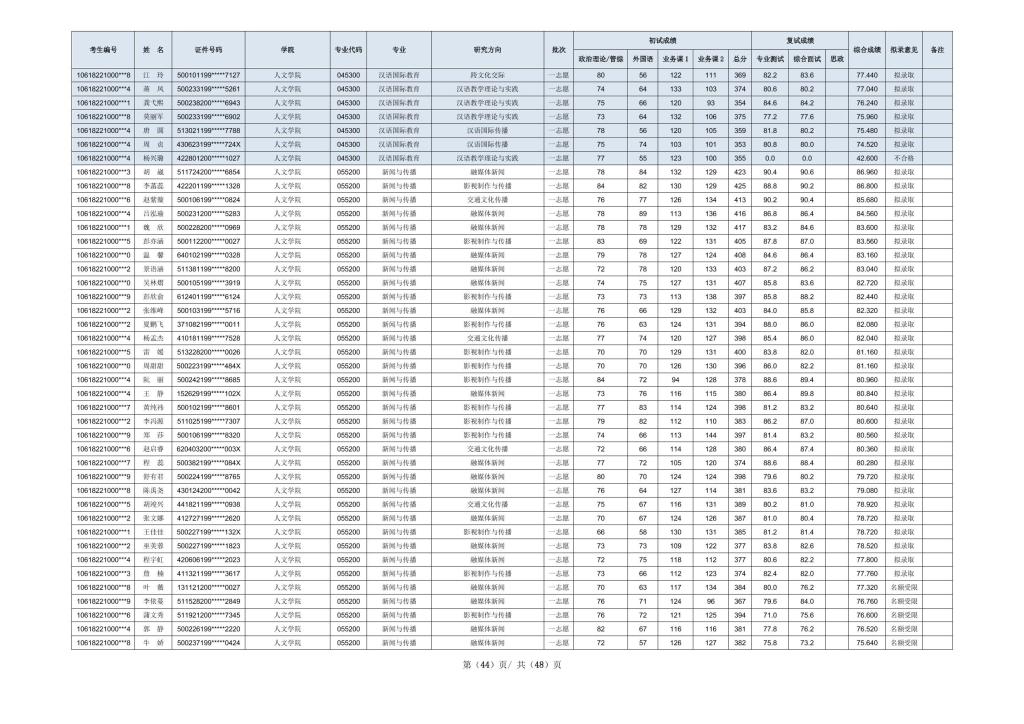 考生编号 姓 名 证件号码 学院 专业代码 专业 研究方向 批次 初试成绩 复试成绩 综合成绩 拟录意见 备注
政治理论/管综 外国语 业务课1 业务课2 总分 专业测试 综合面试 思政
10618221000***8 江 玲 500101199*****7127 人文学院 045300 汉语国际教育 跨文化交际 一志愿 80 56 122 111 369 82.2 83.6 77.440 拟录取
10618221000***4 蒋 凤 500233199*****5261 人文学院 045300 汉语国际教育 汉语教学理论与实践 一志愿 74 64 133 103 374 80.6 80.2 77.040 拟录取
10618221000***1 龚弋熙 500238200*****6943 人文学院 045300 汉语国际教育 汉语教学理论与实践 一志愿 75 66 120 93 354 84.6 84.2 76.240 拟录取
10618221000***8 莫丽军 500233199*****6902 人文学院 045300 汉语国际教育 汉语教学理论与实践 一志愿 73 64 132 106 375 77.2 77.6 75.960 拟录取
10618221000***4 唐 圆 513021199*****7788 人文学院 045300 汉语国际教育 汉语国际传播 一志愿 78 56 120 105 359 81.8 80.2 75.480 拟录取
10618221000***4 周 贞 430623199*****724X 人文学院 045300 汉语国际教育 汉语国际传播 一志愿 75 74 103 101 353 80.8 80.0 74.520 拟录取
10618221000***4 杨兴璐 422801200*****1027 人文学院 045300 汉语国际教育 汉语教学理论与实践 一志愿 77 55 123 100 355 0.0 0.0 42.600 不合格
10618221000***3 胡 崴 511724200*****6854 人文学院 055200 新闻与传播 融媒体新闻 一志愿 78 84 132 129 423 90.4 90.6 86.960 拟录取
10618221000***8 李菡蕊 422201199*****1328 人文学院 055200 新闻与传播 影视制作与传播 一志愿 84 82 130 129 425 88.8 90.2 86.800 拟录取
10618221000***6 赵紫璇 500106199*****0824 人文学院 055200 新闻与传播 交通文化传播 一志愿 76 77 126 134 413 90.2 90.4 85.680 拟录取
10618221000***4 吕泓瑜 500231200*****5283 人文学院 055200 新闻与传播 融媒体新闻 一志愿 78 89 113 136 416 86.8 86.4 84.560 拟录取
10618221000***1 魏 欣 500228200*****0969 人文学院 055200 新闻与传播 融媒体新闻 一志愿 78 78 129 132 417 83.2 84.6 83.600 拟录取
10618221000***5 彭亦涵 500112200*****0027 人文学院 055200 新闻与传播 影视制作与传播 一志愿 83 69 122 131 405 87.8 87.0 83.560 拟录取
10618221000***0 温 馨 640102199*****0328 人文学院 055200 新闻与传播 融媒体新闻 一志愿 79 78 127 124 408 84.6 86.4 83.160 拟录取
10618221000***2 景语涵 511381199*****8200 人文学院 055200 新闻与传播 融媒体新闻 一志愿 72 78 120 133 403 87.2 86.2 83.040 拟录取
10618221000***0 吴林熠 500105199*****3919 人文学院 055200 新闻与传播 融媒体新闻 一志愿 74 75 127 131 407 85.8 83.6 82.720 拟录取
10618221000***9 彭欣俞 612401199*****6124 人文学院 055200 新闻与传播 影视制作与传播 一志愿 73 73 113 138 397 85.8 88.2 82.440 拟录取
10618221000***2 张维峰 500103199*****5716 人文学院 055200 新闻与传播 融媒体新闻 一志愿 76 66 129 132 403 84.0 85.8 82.320 拟录取
10618221000***2 夏鹏飞 371082199*****0011 人文学院 055200 新闻与传播 影视制作与传播 一志愿 76 63 124 131 394 88.0 86.0 82.080 拟录取
10618221000***4 杨孟杰 410181199*****7528 人文学院 055200 新闻与传播 交通文化传播 一志愿 77 74 120 127 398 85.4 86.0 82.040 拟录取
10618221000***5 雷 媛 513228200*****0026 人文学院 055200 新闻与传播 影视制作与传播 一志愿 70 70 129 131 400 83.8 82.0 81.160 拟录取
10618221000***0 周甜甜 500223199*****484X 人文学院 055200 新闻与传播 影视制作与传播 一志愿 70 70 126 130 396 86.0 82.2 81.160 拟录取
10618221000***4 阮 丽 500242199*****8685 人文学院 055200 新闻与传播 影视制作与传播 一志愿 84 72 94 128 378 88.6 89.4 80.960 拟录取
10618221000***4 王 静 152629199*****102X 人文学院 055200 新闻与传播 融媒体新闻 一志愿 73 76 116 115 380 86.4 89.8 80.840 拟录取
10618221000***7 黄纯祎 500102199*****8601 人文学院 055200 新闻与传播 影视制作与传播 一志愿 77 83 114 124 398 81.2 83.2 80.640 拟录取
10618221000***2 李冯源 511025199*****7307 人文学院 055200 新闻与传播 影视制作与传播 一志愿 79 82 112 110 383 86.2 87.0 80.600 拟录取
10618221000***9 郑 莎 500106199*****8320 人文学院 055200 新闻与传播 影视制作与传播 一志愿 74 66 113 144 397 81.4 83.2 80.560 拟录取
10618221000***6 赵启睿 620403200*****003X 人文学院 055200 新闻与传播 交通文化传播 一志愿 72 66 114 128 380 86.4 87.4 80.360 拟录取
10618221000***7 程 蕊 500382199*****084X 人文学院 055200 新闻与传播 融媒体新闻 一志愿 77 72 105 120 374 88.6 88.4 80.280 拟录取
10618221000***9 舒有君 500224199*****8765 人文学院 055200 新闻与传播 融媒体新闻 一志愿 80 74 124 120 398 79.6 80.2 79.720 拟录取
10618221000***8 陈禹尧 430124200*****0042 人文学院 055200 新闻与传播 融媒体新闻 一志愿 76 64 127 114 381 83.6 83.2 79.080 拟录取
10618221000***5 胡竣兴 441821199*****0938 人文学院 055200 新闻与传播 交通文化传播 一志愿 75 67 116 131 389 80.2 81.0 78.920 拟录取
10618221000***2 张文娜 412727199*****2620 人文学院 055200 新闻与传播 融媒体新闻 一志愿 70 67 124 126 387 81.0 80.4 78.720 拟录取
10618221000***1 王佳佳 500227199*****132X 人文学院 055200 新闻与传播 影视制作与传播 一志愿 66 58 130 131 385 81.2 81.4 78.720 拟录取
10618221000***2 巫芙蓉 500227199*****1823 人文学院 055200 新闻与传播 融媒体新闻 一志愿 73 73 109 122 377 83.8 82.6 78.520 拟录取
10618221000***4 程宇虹 420606199*****2023 人文学院 055200 新闻与传播 融媒体新闻 一志愿 72 75 118 112 377 80.6 82.2 77.800 拟录取
10618221000***3 詹 楠 411321199*****3617 人文学院 055200 新闻与传播 影视制作与传播 一志愿 73 66 112 123 374 82.4 82.0 77.760 拟录取
10618221000***8 叶 薇 131121200*****0027 人文学院 055200 新闻与传播 融媒体新闻 一志愿 70 63 117 134 384 80.0 76.2 77.320 名额受限
10618221000***9 李依蔓 511528200*****2849 人文学院 055200 新闻与传播 融媒体新闻 一志愿 76 71 124 96 367 79.6 84.0 76.760 名额受限
10618221000***6 蒲文秀 511921200*****7345 人文学院 055200 新闻与传播 影视制作与传播 一志愿 76 72 121 125 394 71.0 75.6 76.600 名额受限
10618221000***4 郭 静 500226199*****2220 人文学院 055200 新闻与传播 融媒体新闻 一志愿 82 67 116 116 381 77.8 76.2 76.520 名额受限
10618221000***8 牛 娇 500237199*****0424 人文学院 055200 新闻与传播 融媒体新闻 一志愿 72 57 126 127 382 75.8 73.2 75.640 名额受限
第（44）页/ 共（48）页